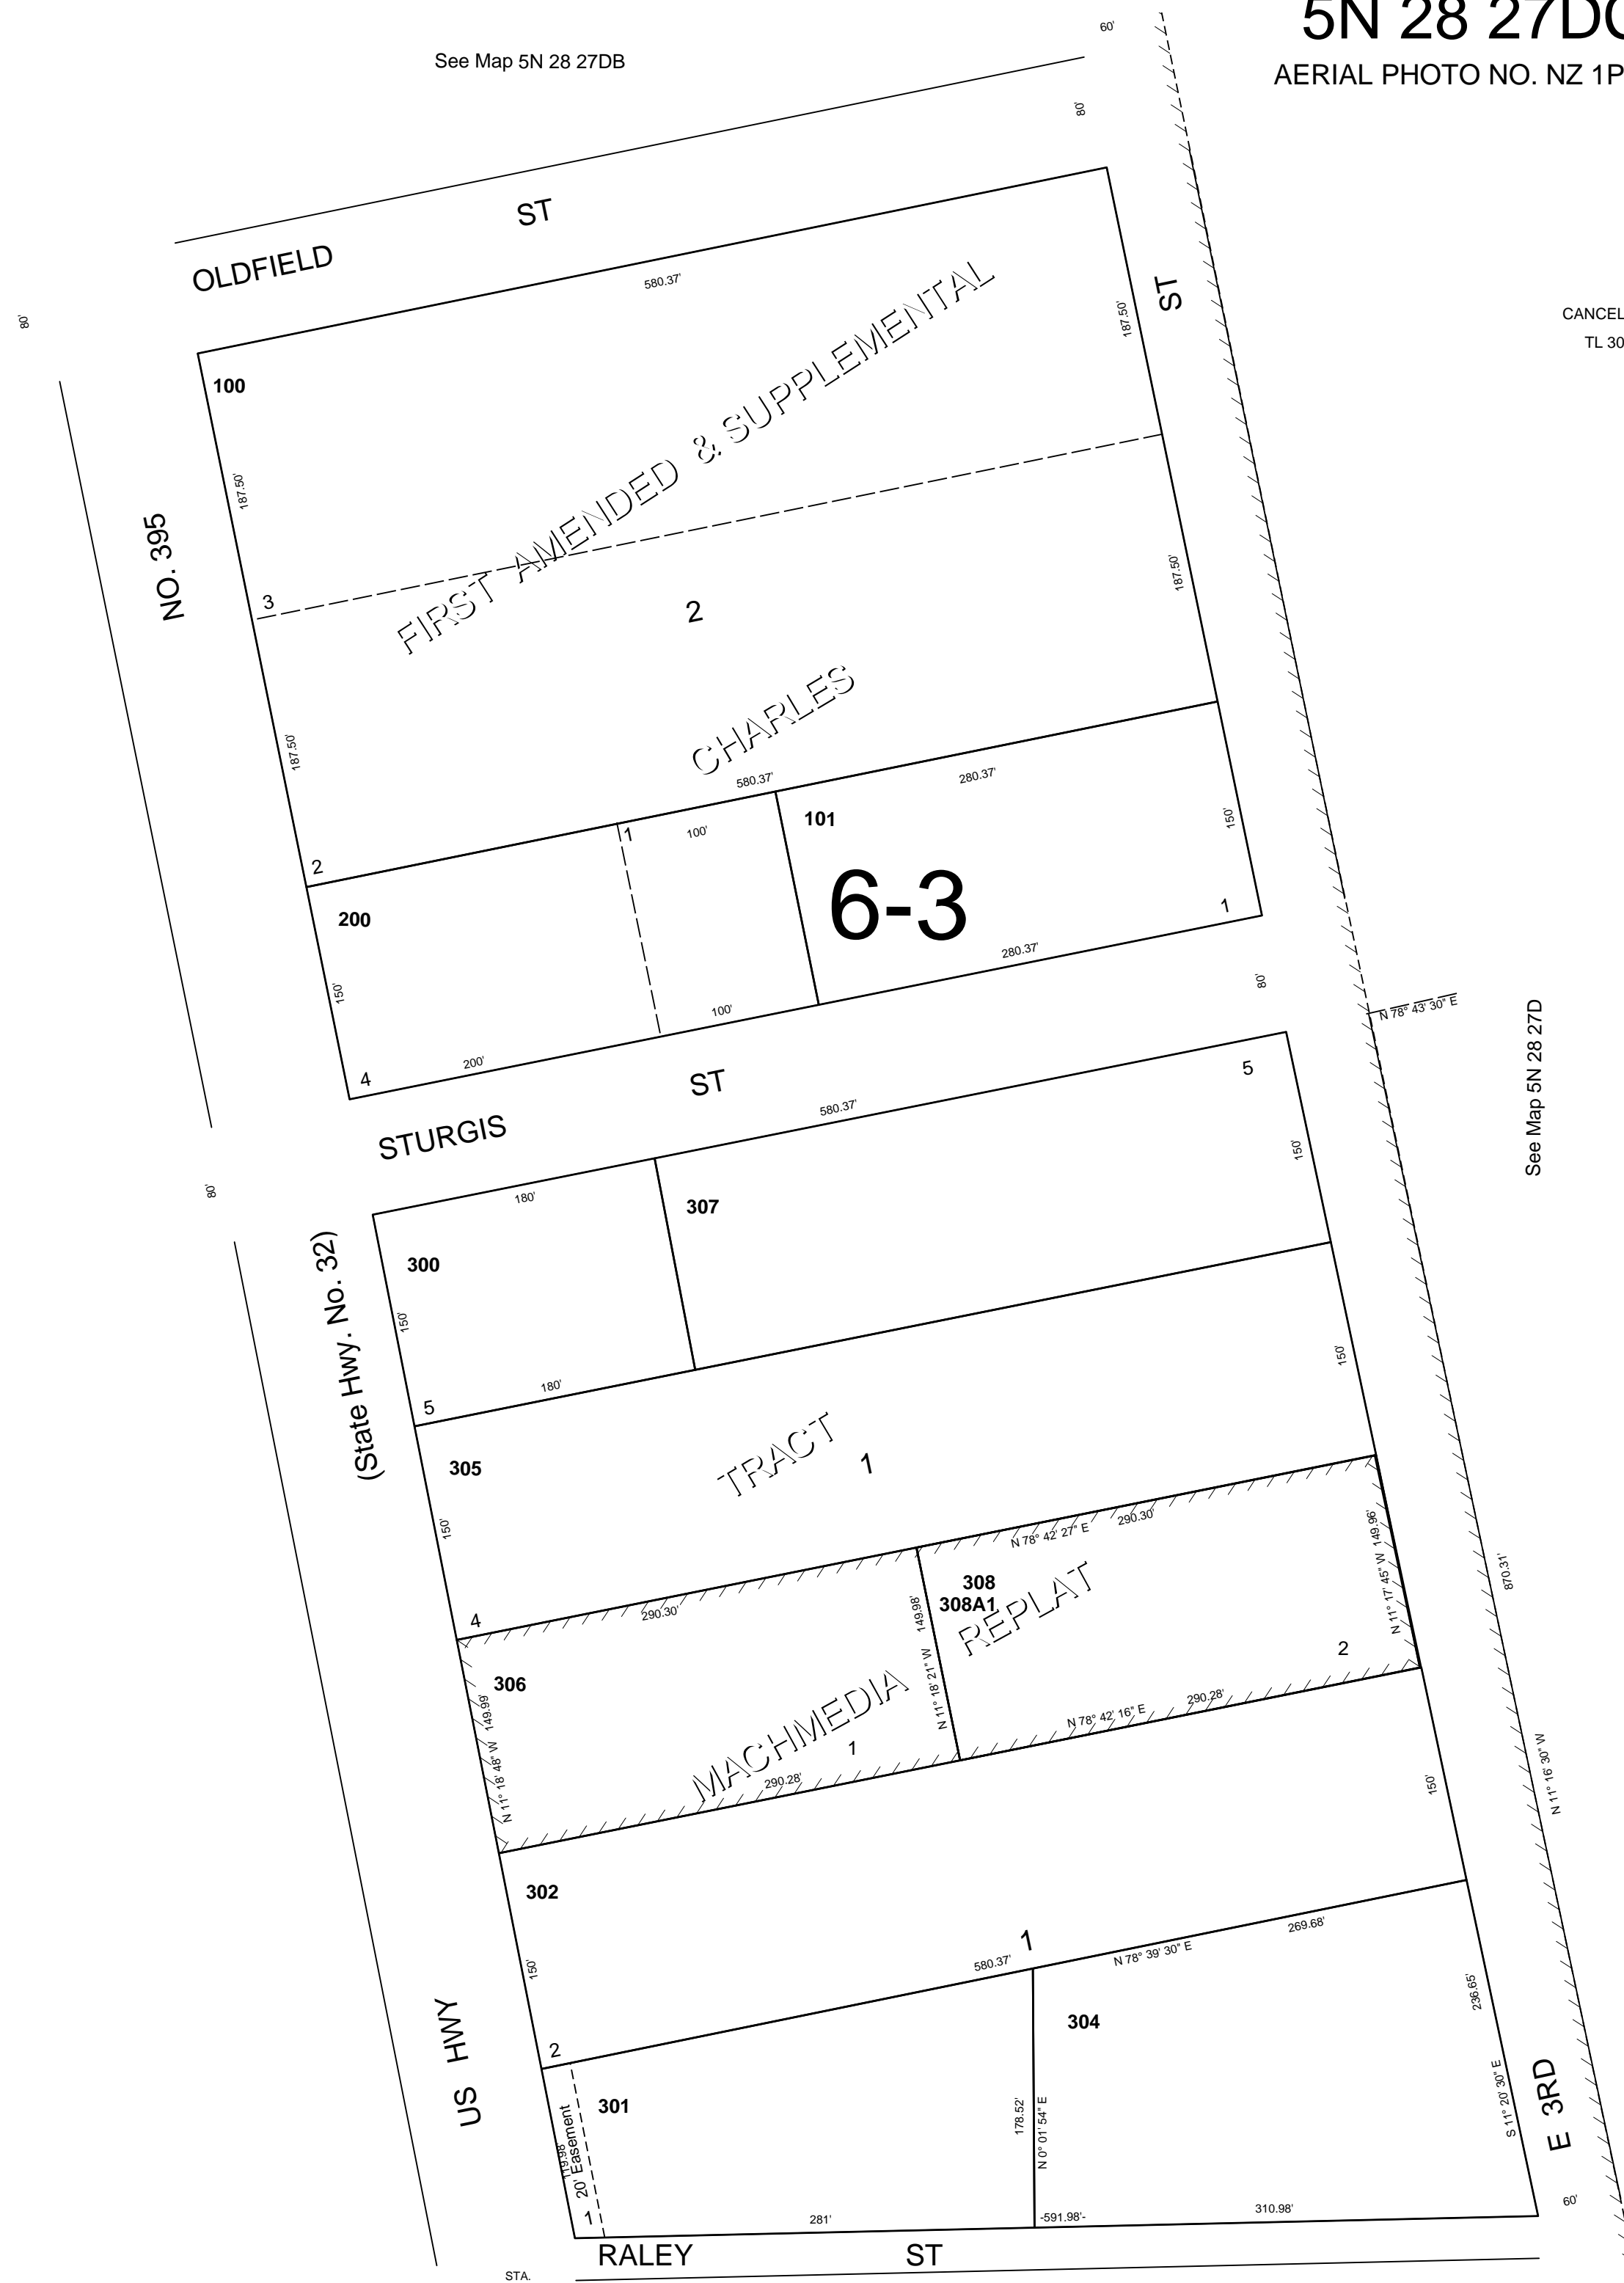 5N 28 27DC
AERIAL PHOTO NO. NZ 1P
See Map 5N 28 27DB
60'
80'
OLDFIELD ST
580.37'
80'
ST
187.50'
CANCEL
TL 30
100
FIRST AMENDED & SUPPLEMENTAL
187.50'
NO. 395
3
2
187.50'
CHARLES
187.50'
580.37'
280.37'
1
100'
101
150'
2
6-3
200
1
280.37'
150'
100'
80'
N 78° 43' 30" E
See Map 5N 28 27D
4
200'
STURGIS ST
5
580.37'
150'
80'
180'
307
300
(State Hwy. No. 32)
150'
180'
5
150'
305
TRACT
1
150'
290.30'
N 78° 42' 27" E
N 11° 17' 45" W 149.96'
870.31'
308
308A1
REPLAT
4
290.30'
N 11° 18' 21" W 149.98'
306
2
N 11° 18' 48" W 149.99'
MACHMEDIA
1
290.28'
N 78° 42' 16" E
290.28'
150'
N 11° 16' 30" W
302
150'
1
580.37'
N 78° 39' 30" E
269.68'
236.65'
304
US HWY
2
301
20' Easement
119.98'
178.52'
N 0° 01' 54" E
S 11° 20' 30" E
E 3RD
1
281'
-591.98'-
310.98'
60'
RALEY ST
STA.